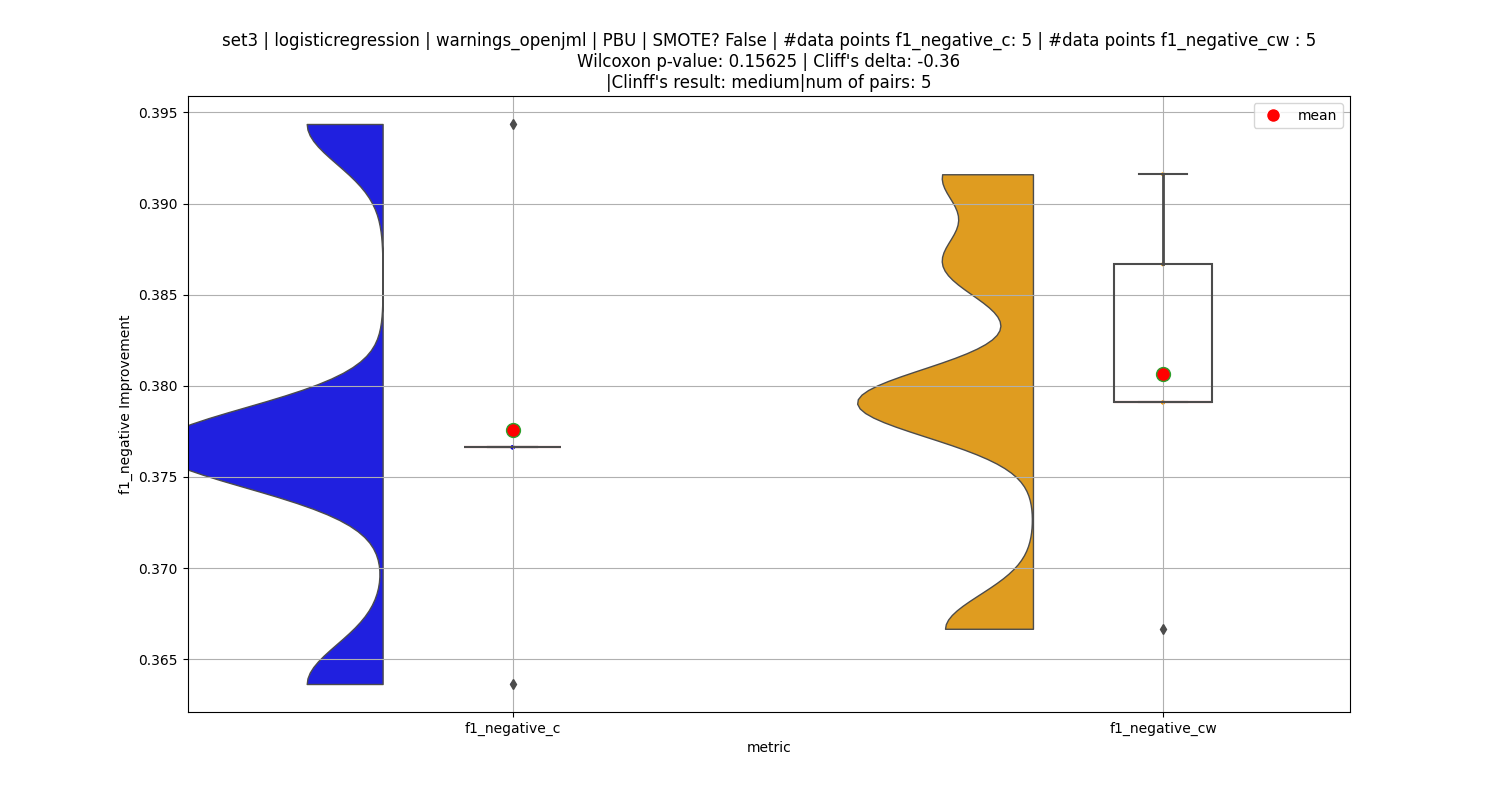 set3 | logisticregression | warnings_openjml | PBU | SMOTE? False | #data points f1_negative_c: 5 | #data points f1_negative_cw : 5
Wilcoxon p-value: 0.15625 | Cliff's delta: -0.36
|Clinff's result: medium|num of pairs: 5
mean
0.395
0.390
0.385
0.380
0.375
0.370
0.365
f1_negative Improvement
f1_negative_c
f1_negative_cw
metric